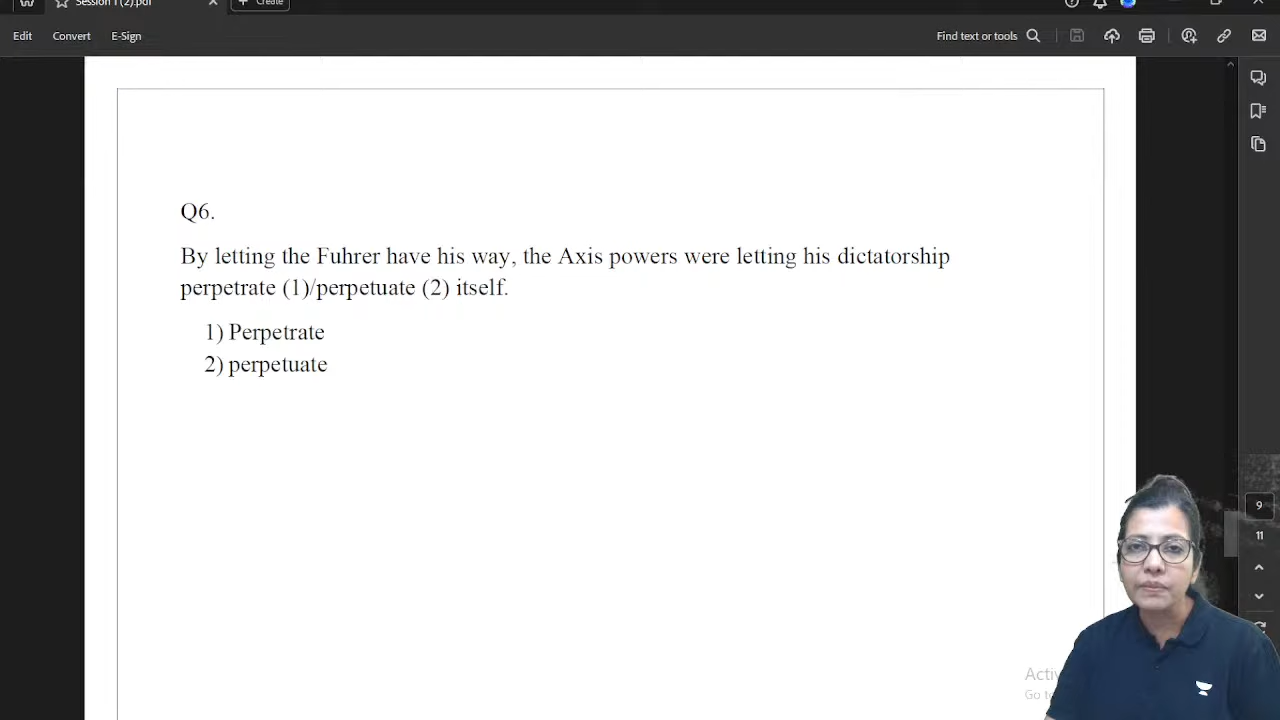 Session 1 (2).pdf
Create
Edit Convert E-Sign
Find text or tools
Q6.
By letting the Fuhrer have his way, the Axis powers were letting his dictatorship
perpetrate (1)/perpetuate (2) itself.
1) Perpetrate
2) perpetuate
9
11